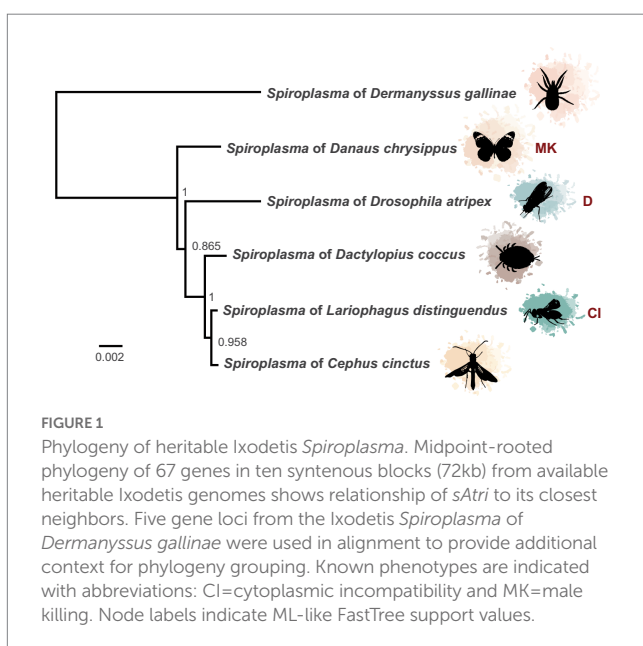 Spiroplasma of Dermanyssus gallinae
Spiroplasma of Danaus chrysippus MK
1
Spiroplasma of Drosophila atripex D
0.865
Spiroplasma of Dactylopius coccus
1
Spiroplasma of Lariophagus distinguendus CI
0.958
0.002
Spiroplasma of Cephus cinctus
FIGURE 1
Phylogeny of heritable Ixodetis Spiroplasma. Midpoint-rooted
phylogeny of 67 genes in ten syntenous blocks (72kb) from available
heritable Ixodetis genomes shows relationship of sAtri to its closest
neighbors. Five gene loci from the Ixodetis Spiroplasma of
Dermanyssus gallinae were used in alignment to provide additional
context for phylogeny grouping. Known phenotypes are indicated
with abbreviations: CI=cytoplasmic incompatibility and MK=male
killing. Node labels indicate ML-like FastTree support values.